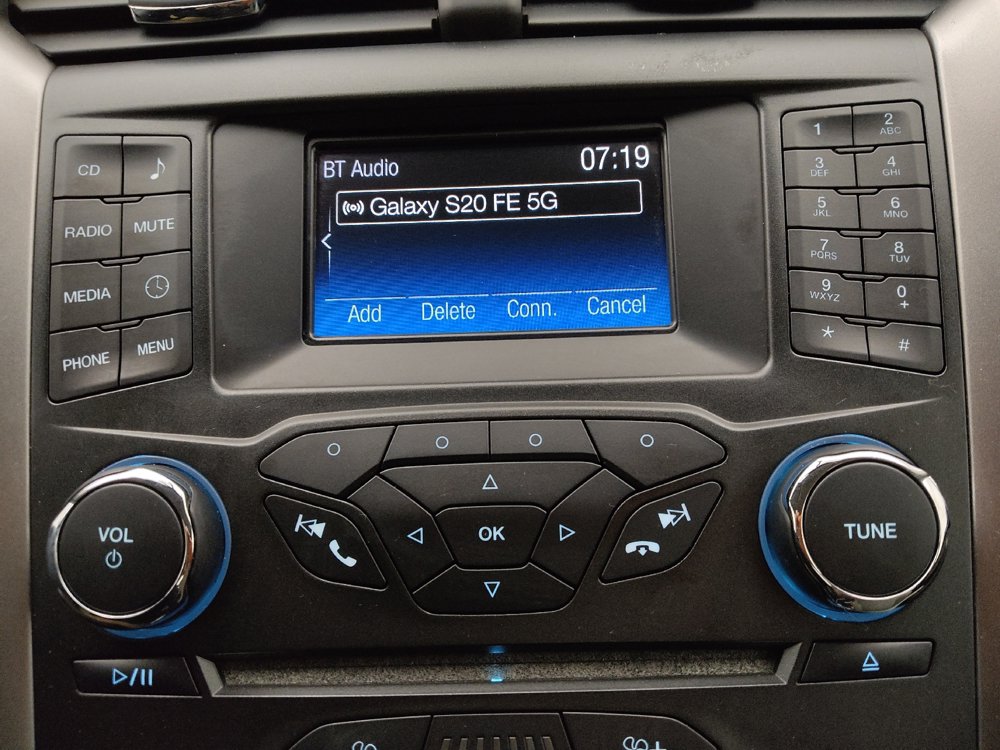 BT Audio 07:19
Galaxy S20 FE 5G
Add Delete Conn. Cancel
CD
RADIO MUTE
MEDIA
PHONE MENU
1 2 ABC
3 DEF 4 GHI
5 JKL 6 MNO
7 PQRS 8 TUV
9 WXYZ 0 +
* #
VOL
OK
TUNE